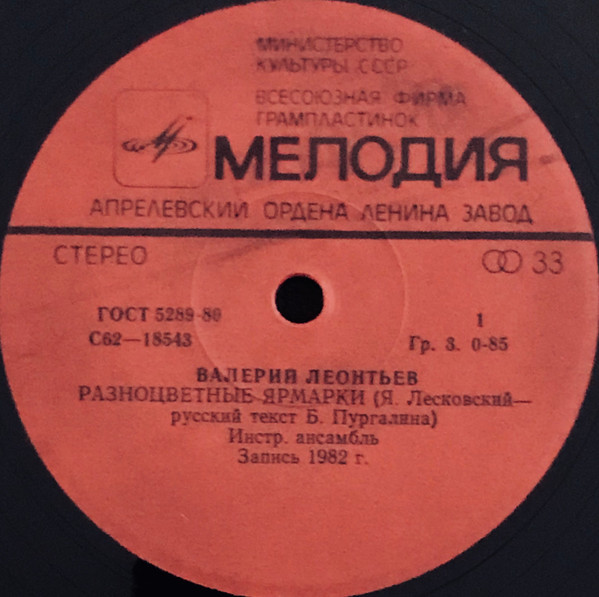 МИНИСТЕРСТВО
КУЛЬТУРЫ СССР
ВСЕСОЮЗНАЯ ФИРМА
ГРАМПЛАСТИНОК
МЕЛОДИЯ
АПРЕЛЕВСКИЙ ОРДЕНА ЛЕНИНА ЗАВОД
СТЕРЕО 33
ГОСТ 5289-80 1
С62—18543 Гр. 3. 0-85
ВАЛЕРИЙ ЛЕОНТЬЕВ
РАЗНОЦВЕТНЫЕ ЯРМАРКИ (Я. Лесковский—
русский текст Б. Пургалина)
Инстр. ансамбль
Запись 1982 г.